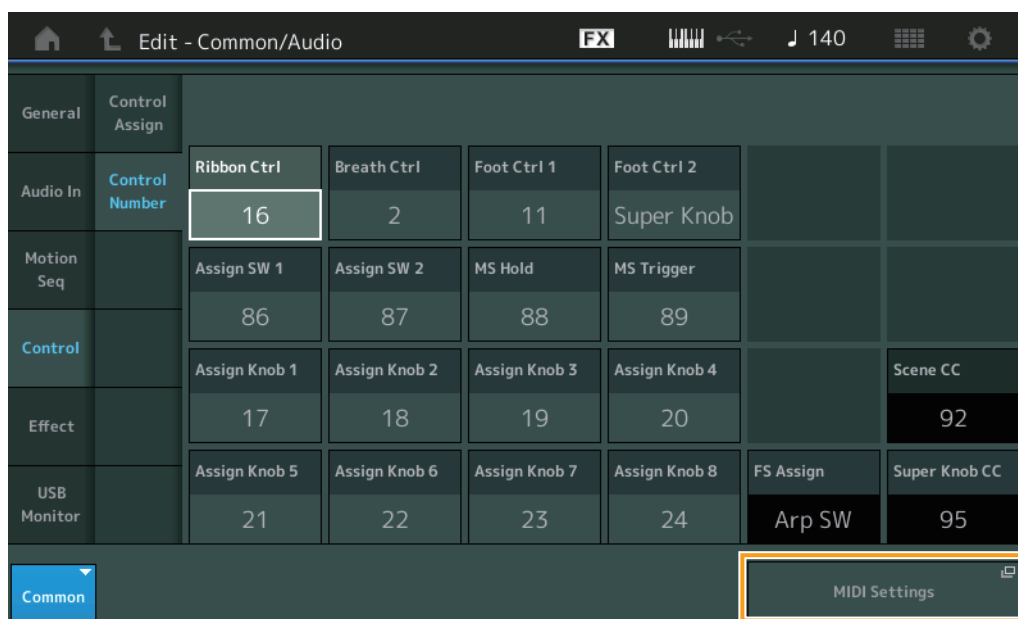 Edit - Common/Audio FX 140
General
Control
Assign
Audio In
Control
Number
Motion
Seq
Control
Effect
USB
Monitor
Ribbon Ctrl Breath Ctrl Foot Ctrl 1 Foot Ctrl 2
16 2 11 Super Knob
Assign SW 1 Assign SW 2 MS Hold MS Trigger
86 87 88 89
Assign Knob 1 Assign Knob 2 Assign Knob 3 Assign Knob 4 Scene CC
17 18 19 20 92
Assign Knob 5 Assign Knob 6 Assign Knob 7 Assign Knob 8 FS Assign Super Knob CC
21 22 23 24 Arp SW 95
Common MIDI Settings